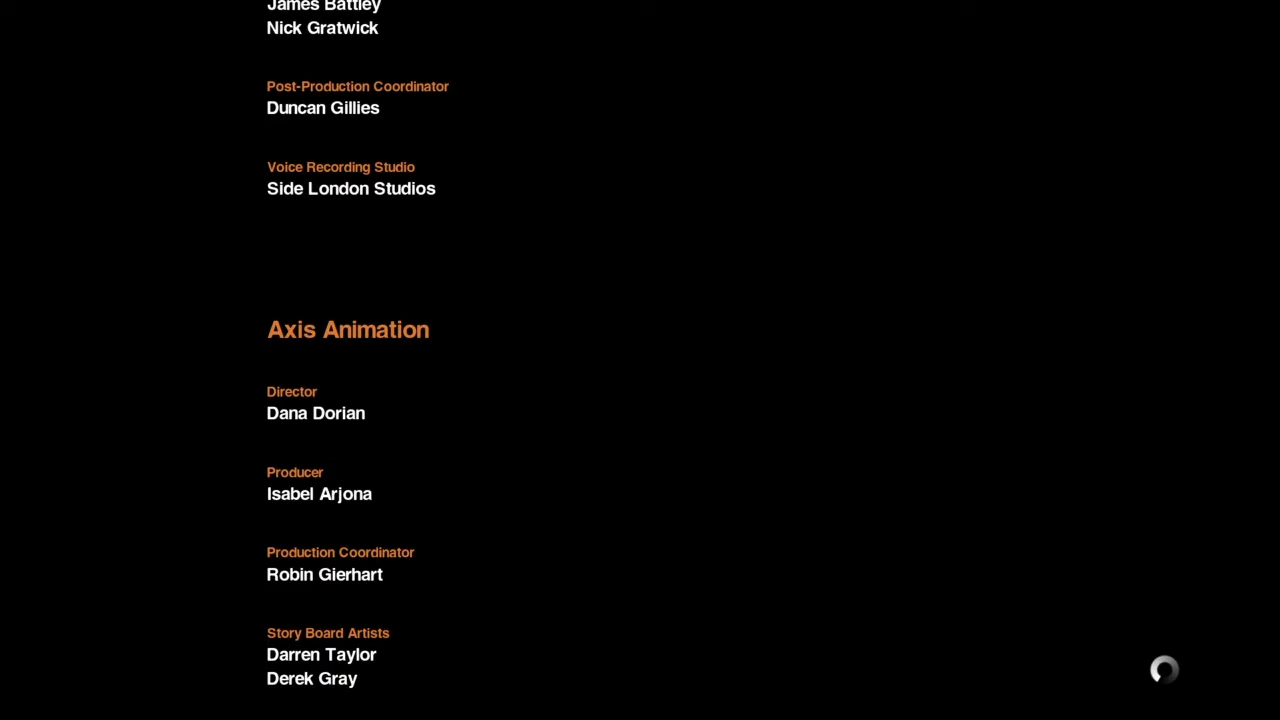 James Battley
Nick Gratwick
Post-Production Coordinator
Duncan Gillies
Voice Recording Studio
Side London Studios
Axis Animation
Director
Dana Dorian
Producer
Isabel Arjona
Production Coordinator
Robin Gierhart
Story Board Artists
Darren Taylor
Derek Gray